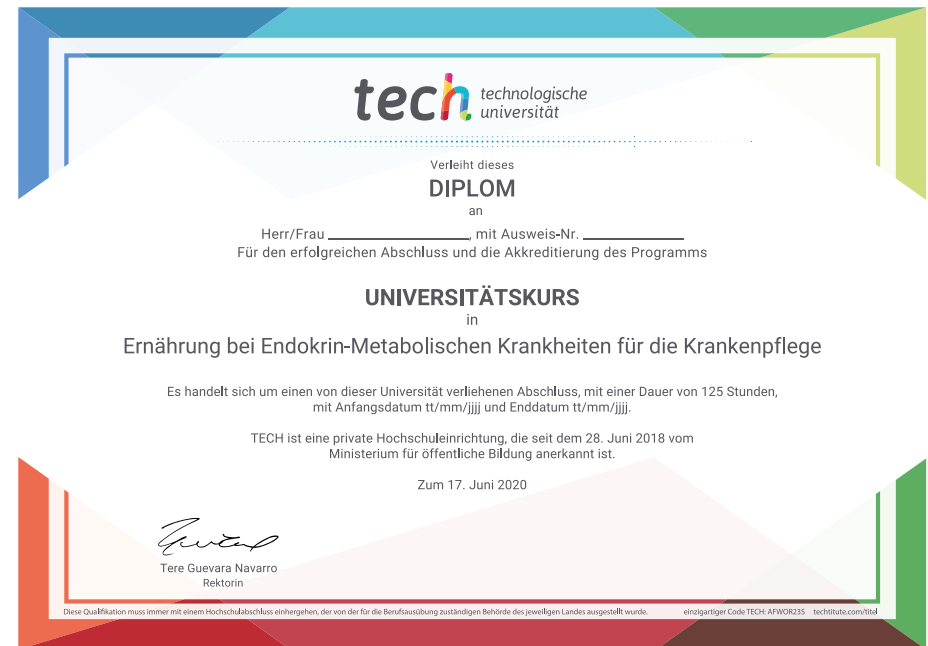 tech technologische
universität
Verleiht dieses
DIPLOM
an
Herr/Frau ____________________, mit Ausweis-Nr. ______________
Für den erfolgreichen Abschluss und die Akkreditierung des Programms
UNIVERSITÄTSKURS
in
Ernährung bei Endokrin-Metabolischen Krankheiten für die Krankenpflege
Es handelt sich um einen von dieser Universität verliehenen Abschluss, mit einer Dauer von 125 Stunden,
mit Anfangsdatum tt/mm/jjjj und Enddatum tt/mm/jjjj.
TECH ist eine private Hochschuleinrichtung, die seit dem 28. Juni 2018 vom
Ministerium für öffentliche Bildung anerkannt ist.
Zum 17. Juni 2020
Tere Guevara Navarro
Rektorin
Diese Qualifikation muss immer mit einem Hochschulabschluss einhergehen, der von der für die Berufsausübung zuständigen Behörde des jeweiligen Landes ausgestellt wurde. einzigartiger Code TECH: AFWOR23S techtitute.com/titel